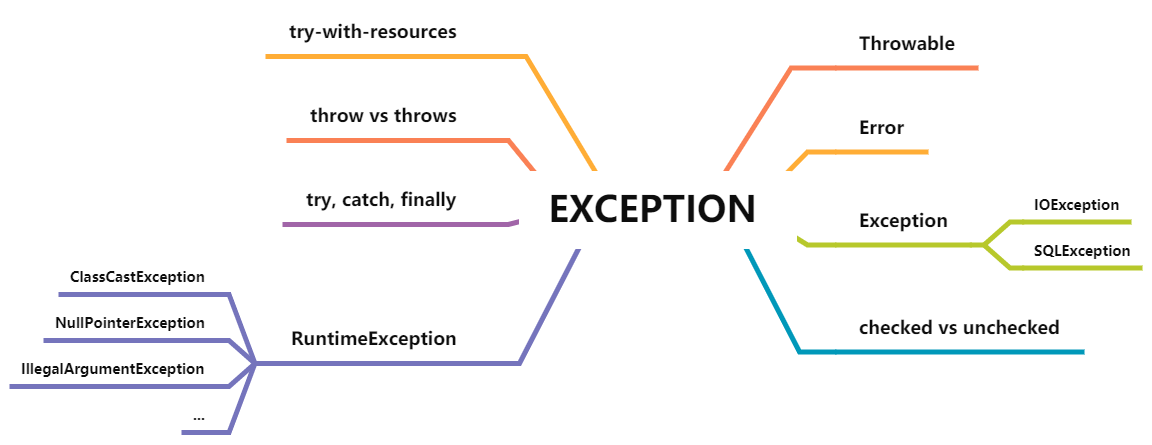 try-with-resources
throw vs throws
try, catch, finally
RuntimeException
ClassCastException
NullPointerException
IllegalArgumentException
...
EXCEPTION
Throwable
Error
Exception
IOException
SQLException
checked vs unchecked